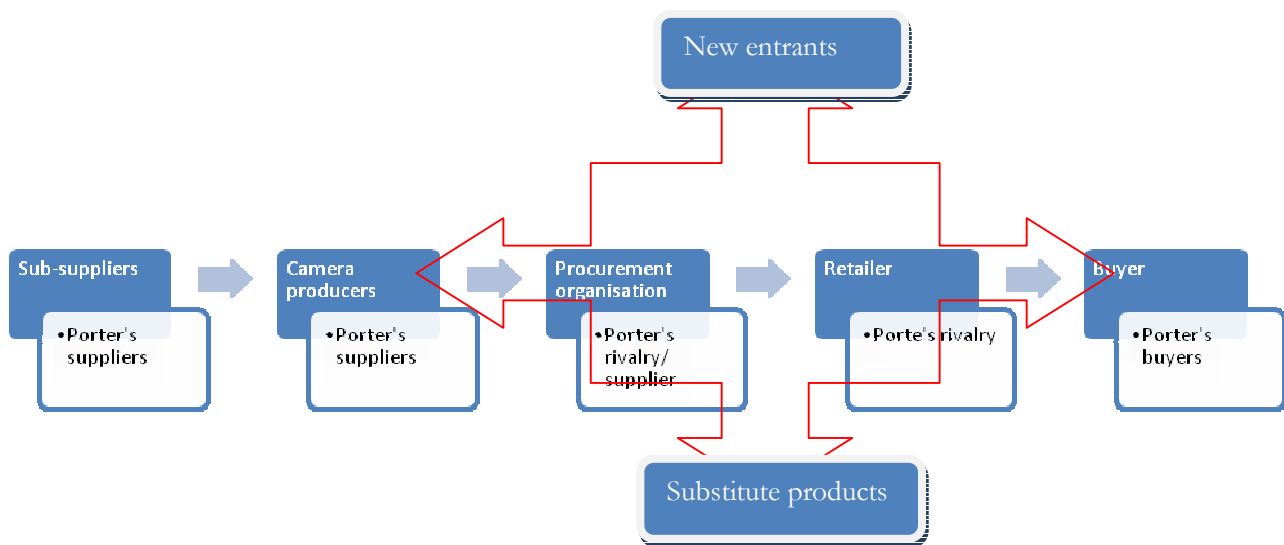 New entrants
Sub-suppliers
•Porter's
suppliers
Camera
producers
•Porter's
suppliers
Procurement
organisation
•Porter's
rivalry/
supplier
Retailer
•Porte's rivalry
Buyer
•Porter's
buyers
Substitute products